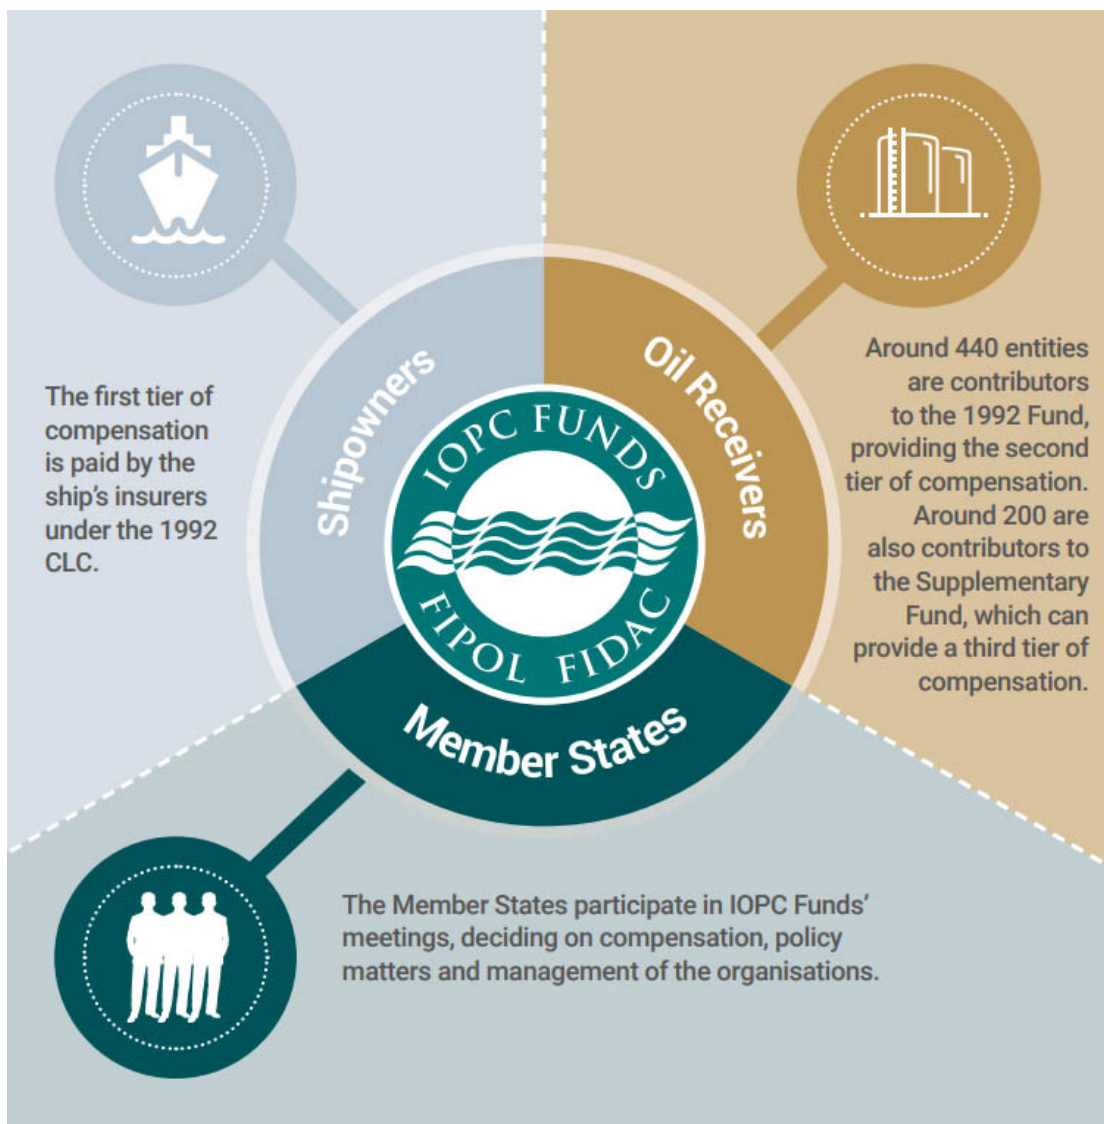 The first tier of
compensation
is paid by the
ship's insurers
under the 1992
CLC.
Shipowners
Oil Receivers
Around 440 entities
are contributors
to the 1992 Fund,
providing the second
tier of compensation.
Around 200 are
also contributors to
the Supplementary
Fund, which can
provide a third tier of
compensation.
IOPC FUNDS
FIPOL FIDAC
Member States
The Member States participate in IOPC Funds'
meetings, deciding on compensation, policy
matters and management of the organisations.